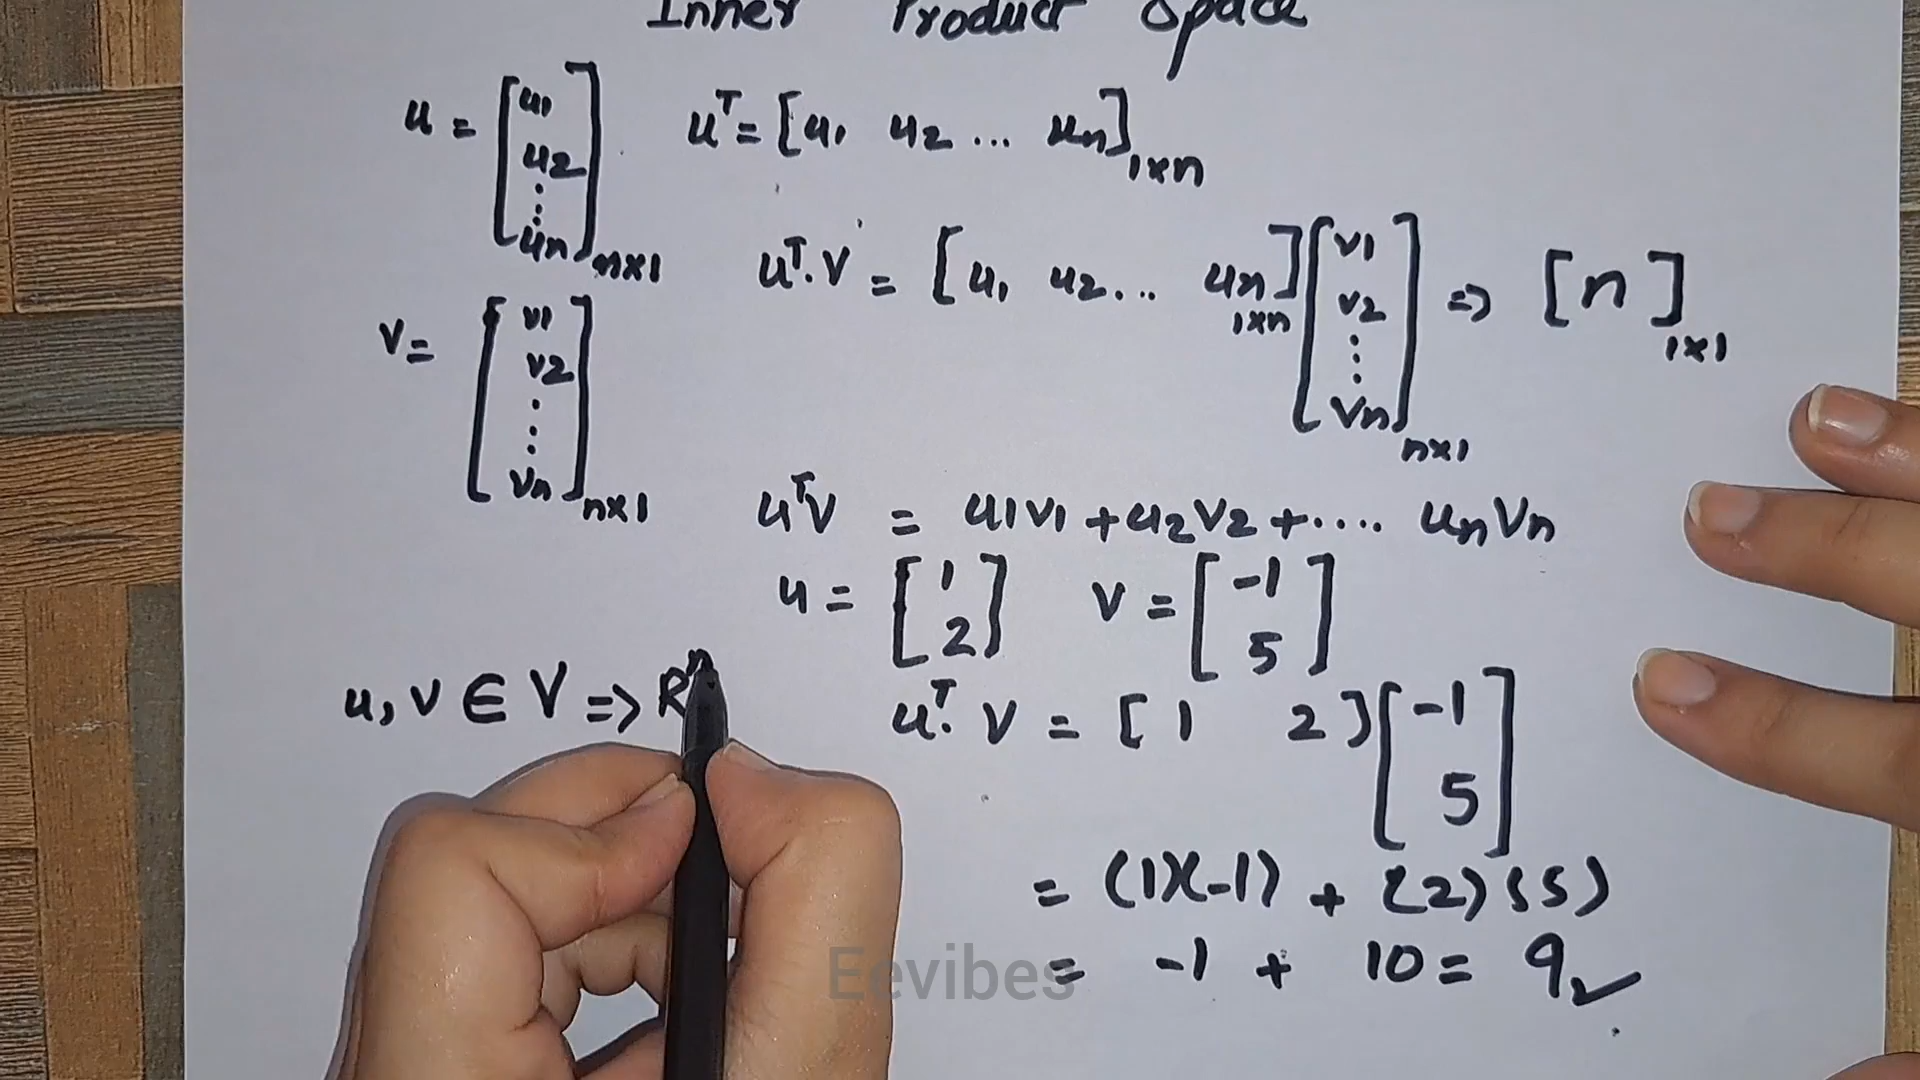 Inner Product Space
u = [u1 u2 ⋮ un] n×1
uᵀ = [u1 u2 ... un] 1×n
v = [v1 v2 ⋮ vn] n×1
uᵀ.v = [u1 u2 ... un] 1×n [v1 v2 ⋮ vn] n×1 => [n] 1×1
uᵀv = u1v1 + u2v2 + .... unvn
u = [1 2] v = [-1 5]
u, v ∈ V => Rⁿ
uᵀ. v = [1 2] [-1 5]
= (1)(-1) + (2)(5)
= -1 + 10 = 9
Eevibes